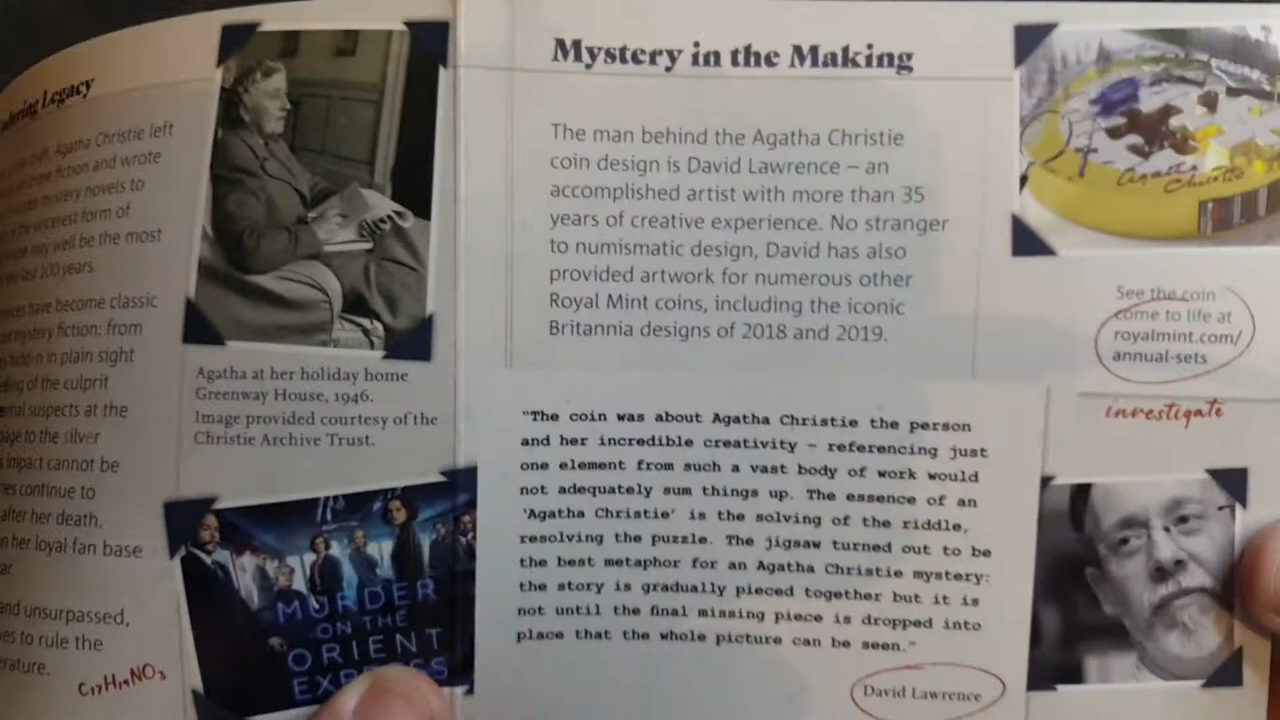 Legacy
Agatha Christie left
fiction and wrote
mystery novels to
sincerest form of
may well be the most
last 100 years.
have become classic
mystery fiction: from
in plain sight
of the culprit
suspects at the
to the silver
impact cannot be
continue to
after her death,
her loyal fan base
and unsurpassed,
to rule the
C₁₇H₁₉NO₃
Agatha at her holiday home
Greenway House, 1946.
Image provided courtesy of the
Christie Archive Trust.
MURDER
ON THE
ORIENT
EXPRESS
Mystery in the Making
The man behind the Agatha Christie
coin design is David Lawrence – an
accomplished artist with more than 35
years of creative experience. No stranger
to numismatic design, David has also
provided artwork for numerous other
Royal Mint coins, including the iconic
Britannia designs of 2018 and 2019.
"The coin was about Agatha Christie the person
and her incredible creativity – referencing just
one element from such a vast body of work would
not adequately sum things up. The essence of an
'Agatha Christie' is the solving of the riddle,
resolving the puzzle. The jigsaw turned out to be
the best metaphor for an Agatha Christie mystery:
the story is gradually pieced together but it is
not until the final missing piece is dropped into
place that the whole picture can be seen."
David Lawrence
Agatha
Christie
See the coin
come to life at
royalmint.com/
annual-sets
investigate